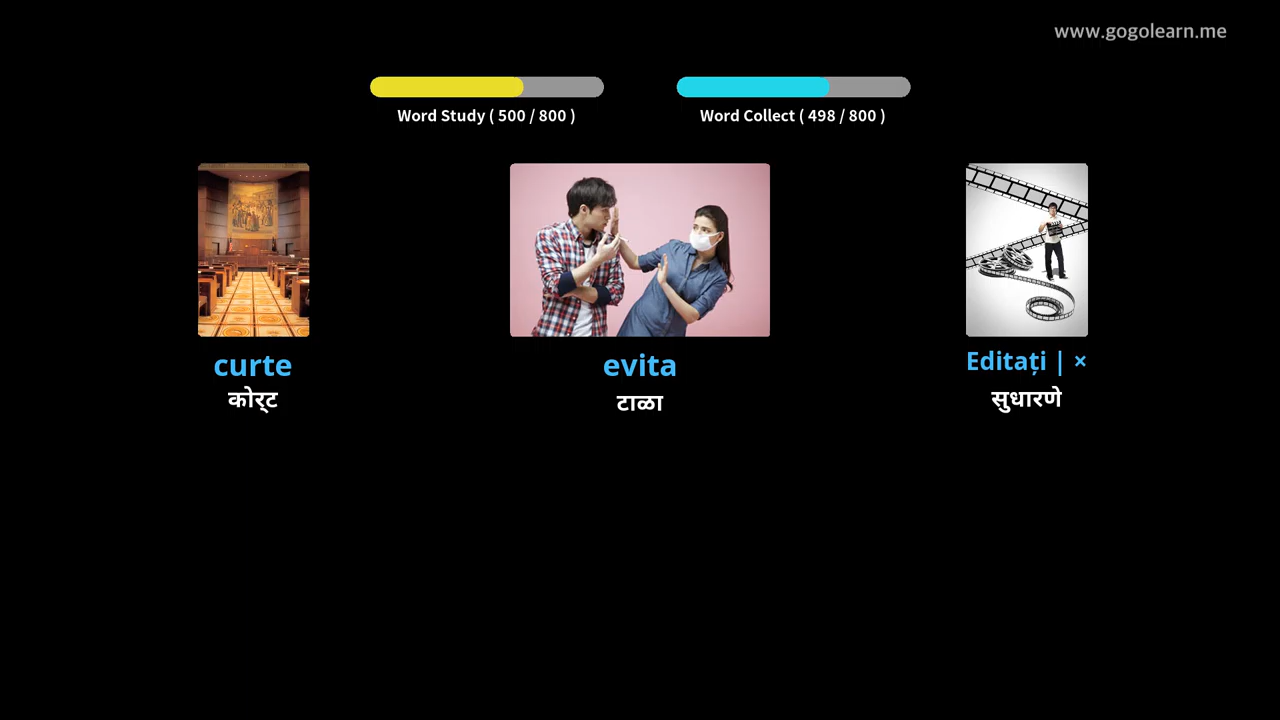 www.gogolearn.me
Word Study ( 500 / 800 )
Word Collect ( 498 / 800 )
curte
कोर्ट
evita
टाळा
Editați | ×
सुधारणे